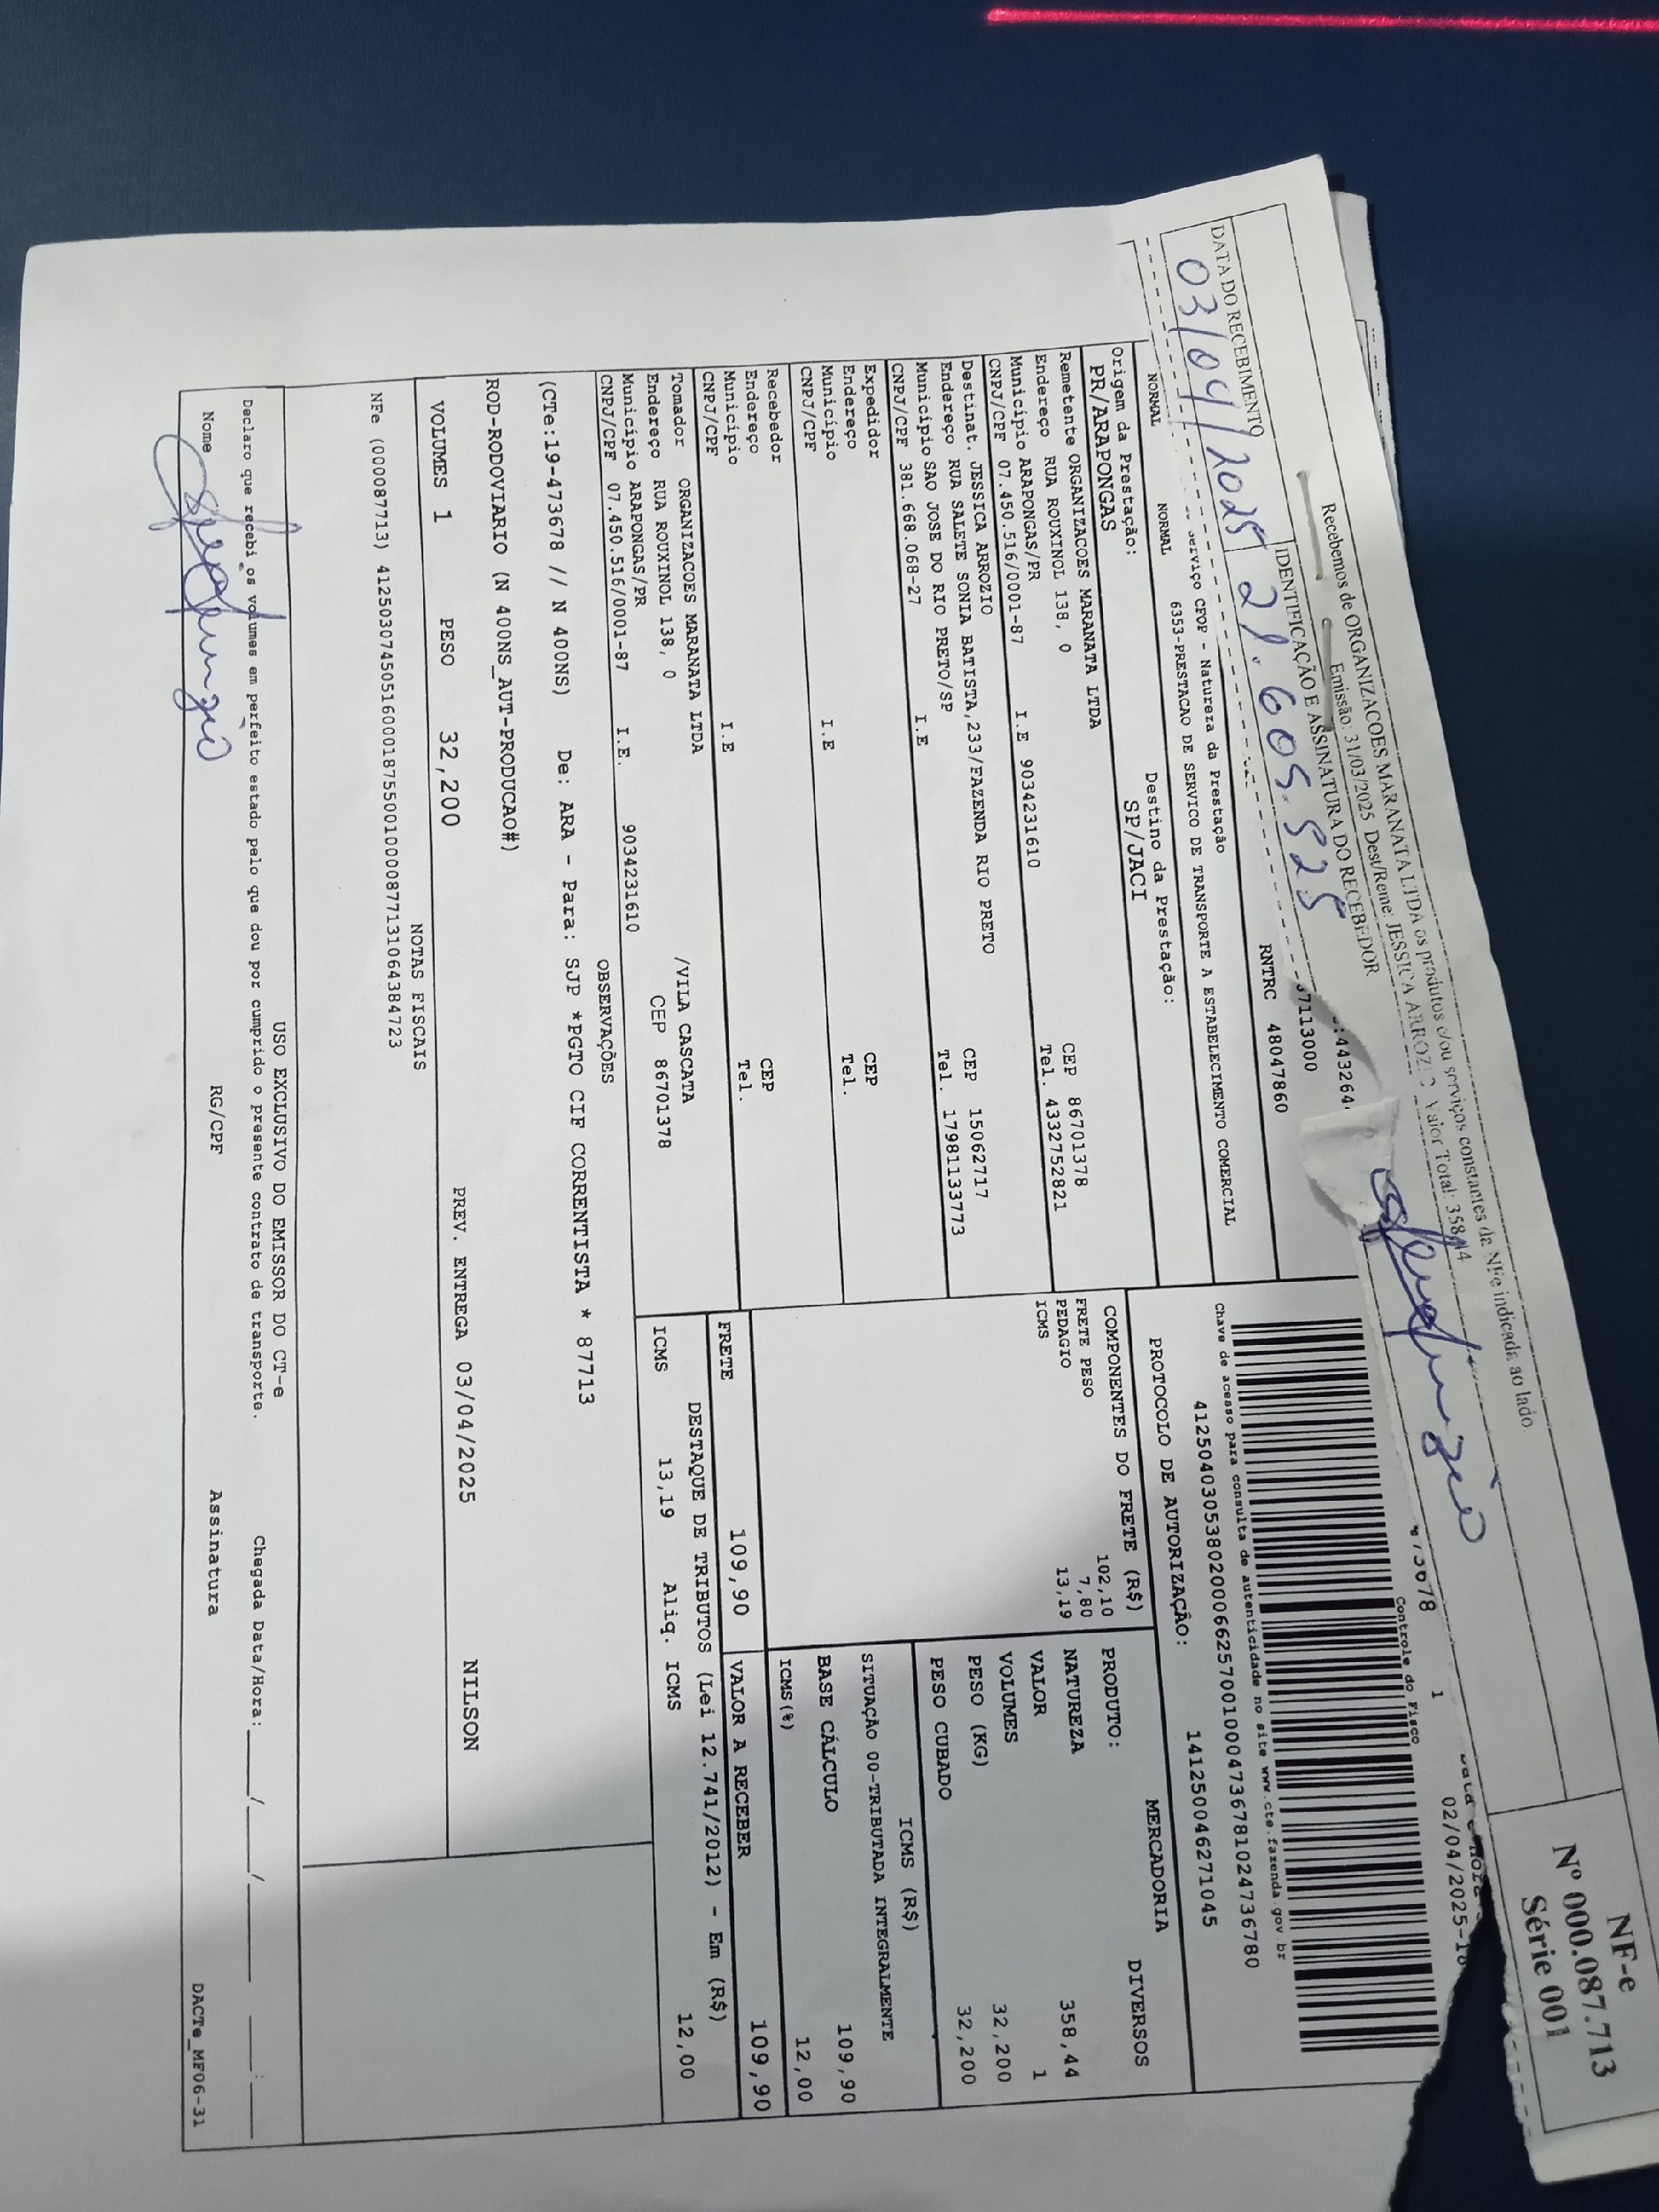 Recebemos de ORGANIZACOES MARANATA LTDA os produtos e/ou serviços constantes da NFe indicada ao lado.
Emissão: 31/03/2025 Dest/Reme: JESSICA ARROZIO Valor Total: 358,44
DATA DO RECEBIMENTO
IDENTIFICAÇÃO E ASSINATURA DO RECEBEDOR
03/04/2025 21.605.525
NF-e
Nº 000.087.713
Série 001
:443264
7113000
RNTRC 48047860
1
02/04/2025-18
Controle do Fisco
Chave de acesso para consulta de autenticidade no site www.cte.fazenda.gov.br
41250403053802000662570010004736781024736780
serviço CFOP - Natureza da Prestação
NORMAL NORMAL 6353-PRESTACAO DE SERVICO DE TRANSPORTE A ESTABELECIMENTO COMERCIAL
PROTOCOLO DE AUTORIZAÇÃO: 141250046271045
Origem da Prestação: Destino da Prestação:
PR/ARAPONGAS SP/JACI
Remetente ORGANIZACOES MARANATA LTDA
Endereço RUA ROUXINOL 138, 0 CEP 86701378
Município ARAPONGAS/PR Tel. 4332752821
CNPJ/CPF 07.450.516/0001-87 I.E 9034231610
Destinat. JESSICA ARROZIO
Endereço RUA SALETE SONIA BATISTA,233/FAZENDA RIO PRETO CEP 15062717
Município SAO JOSE DO RIO PRETO/SP Tel. 17981133773
CNPJ/CPF 381.668.068-27 I.E
Expedidor
Endereço CEP
Município Tel.
CNPJ/CPF I.E
Recebedor
Endereço CEP
Município Tel.
CNPJ/CPF I.E
Tomador ORGANIZACOES MARANATA LTDA
Endereço RUA ROUXINOL 138, 0 /VILA CASCATA
Município ARAPONGAS/PR CEP 86701378
CNPJ/CPF 07.450.516/0001-87 I.E. 9034231610
COMPONENTES DO FRETE (R$)
FRETE PESO 102,10
PEDAGIO 7,80
ICMS 13,19
MERCADORIA
PRODUTO: DIVERSOS
NATUREZA
VALOR 358,44
VOLUMES 1
PESO (KG) 32,200
PESO CUBADO 32,200
ICMS (R$)
SITUAÇÃO 00-TRIBUTADA INTEGRALMENTE
BASE CÁLCULO 109,90
ICMS(%) 12,00
FRETE 109,90
VALOR A RECEBER 109,90
DESTAQUE DE TRIBUTOS (Lei 12.741/2012) - Em (R$)
ICMS 13,19 Aliq. ICMS 12,00
OBSERVAÇÕES
(CTe:19-473678 // N 400NS) De: ARA - Para: SJP *PGTO CIF CORRENTISTA * 87713
ROD-RODOVIARIO (N 400NS_AUT-PRODUCAO#)
VOLUMES 1 PESO 32,200 PREV. ENTREGA 03/04/2025 NILSON
NOTAS FISCAIS
NFe (000087713) 41250307450516000187550010000877131064384723
USO EXCLUSIVO DO EMISSOR DO CT-e
Declaro que recebi os volumes em perfeito estado pelo que dou por cumprido o presente contrato de transporte. Chegada Data/Hora:____/____/______ ____:____
Nome RG/CPF Assinatura
DACTe_MF06-31